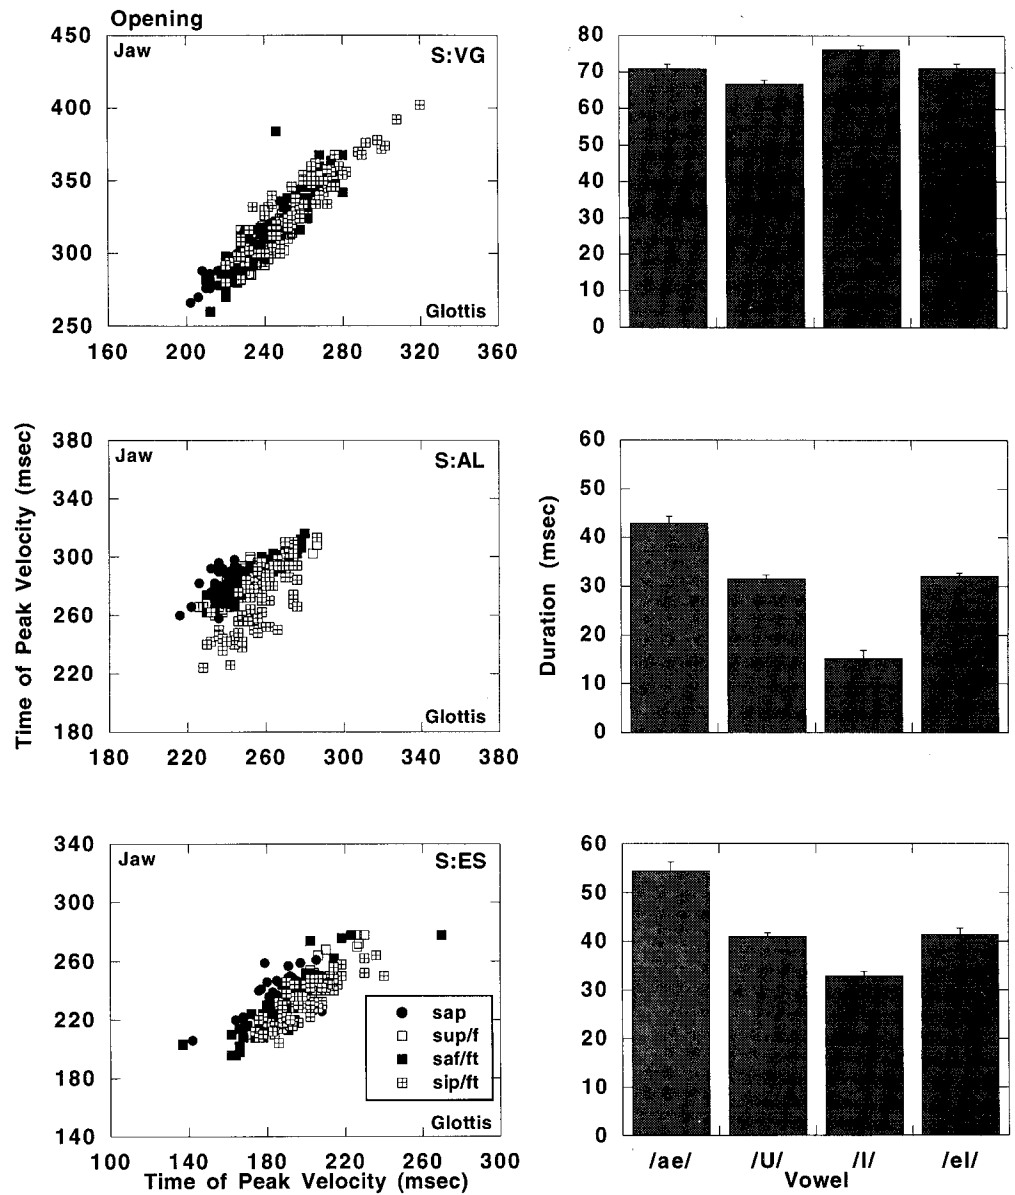 Opening
450
400
350
300
250
Jaw
S:VG
Glottis
160 200 240 280 320 360
80
70
60
50
40
30
20
10
0
Time of Peak Velocity (msec)
380
340
300
260
220
180
Jaw
S:AL
Glottis
180 220 260 300 340 380
Duration (msec)
60
50
40
30
20
10
0
340
300
260
220
180
140
Jaw
S:ES
sap
sup/f
saf/ft
sip/ft
Glottis
100 140 180 220 260 300
Time of Peak Velocity (msec)
60
50
40
30
20
10
0
/ae/ /U/ /I/ /eI/
Vowel